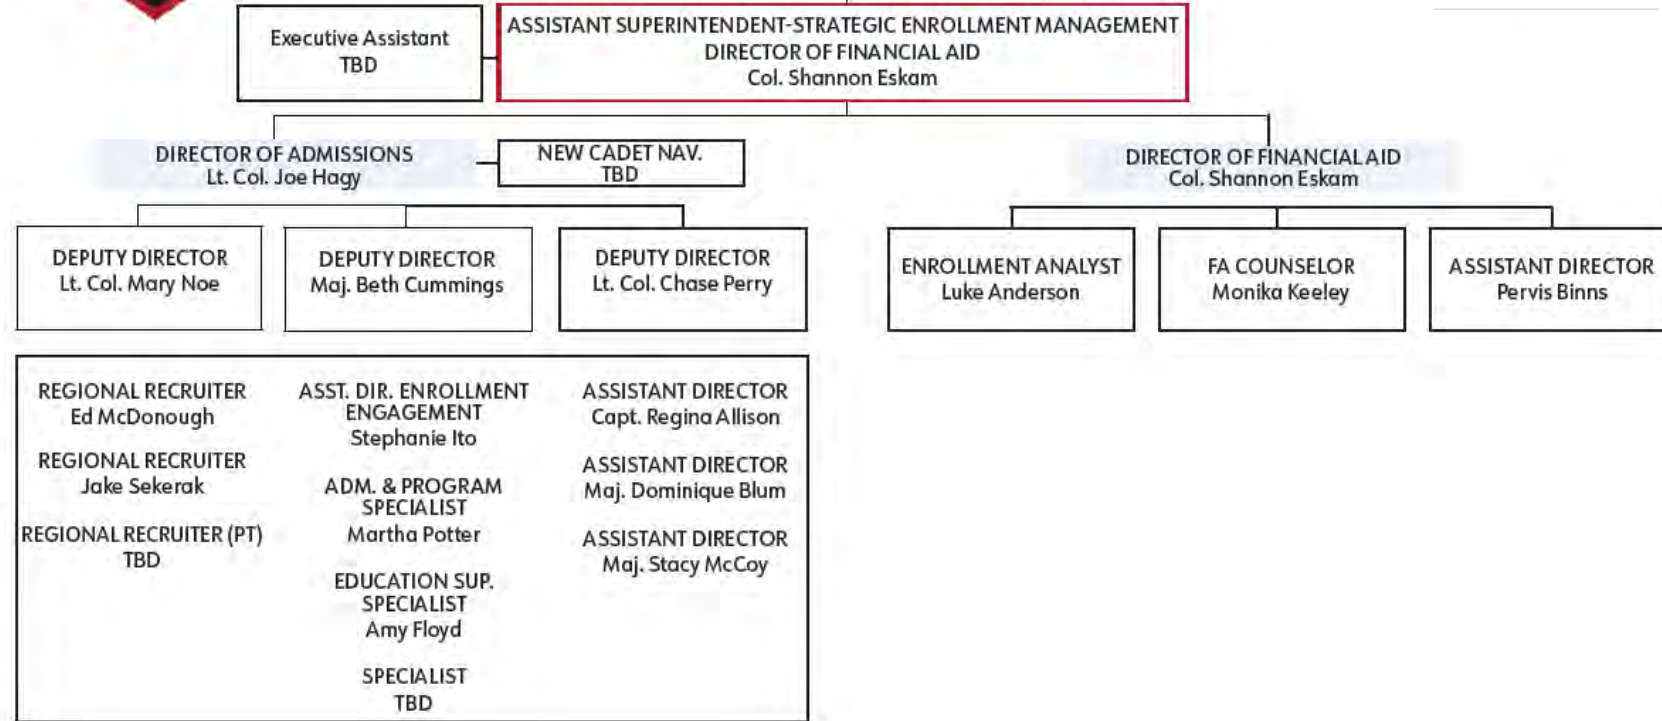 Executive Assistant
TBD
ASSISTANT SUPERINTENDENT-STRATEGIC ENROLLMENT MANAGEMENT
DIRECTOR OF FINANCIAL AID
Col. Shannon Eskam
DIRECTOR OF ADMISSIONS
Lt. Col. Joe Hagy
NEW CADET NAV.
TBD
DIRECTOR OF FINANCIAL AID
Col. Shannon Eskam
DEPUTY DIRECTOR
Lt. Col. Mary Noe
DEPUTY DIRECTOR
Maj. Beth Cummings
DEPUTY DIRECTOR
Lt. Col. Chase Perry
ENROLLMENT ANALYST
Luke Anderson
FA COUNSELOR
Monika Keeley
ASSISTANT DIRECTOR
Pervis Binns
REGIONAL RECRUITER
Ed McDonough
REGIONAL RECRUITER
Jake Sekerak
REGIONAL RECRUITER (PT)
TBD
ASST. DIR. ENROLLMENT
ENGAGEMENT
Stephanie Ito
ADM. & PROGRAM
SPECIALIST
Martha Potter
EDUCATION SUP.
SPECIALIST
Amy Floyd
SPECIALIST
TBD
ASSISTANT DIRECTOR
Capt. Regina Allison
ASSISTANT DIRECTOR
Maj. Dominique Blum
ASSISTANT DIRECTOR
Maj. Stacy McCoy